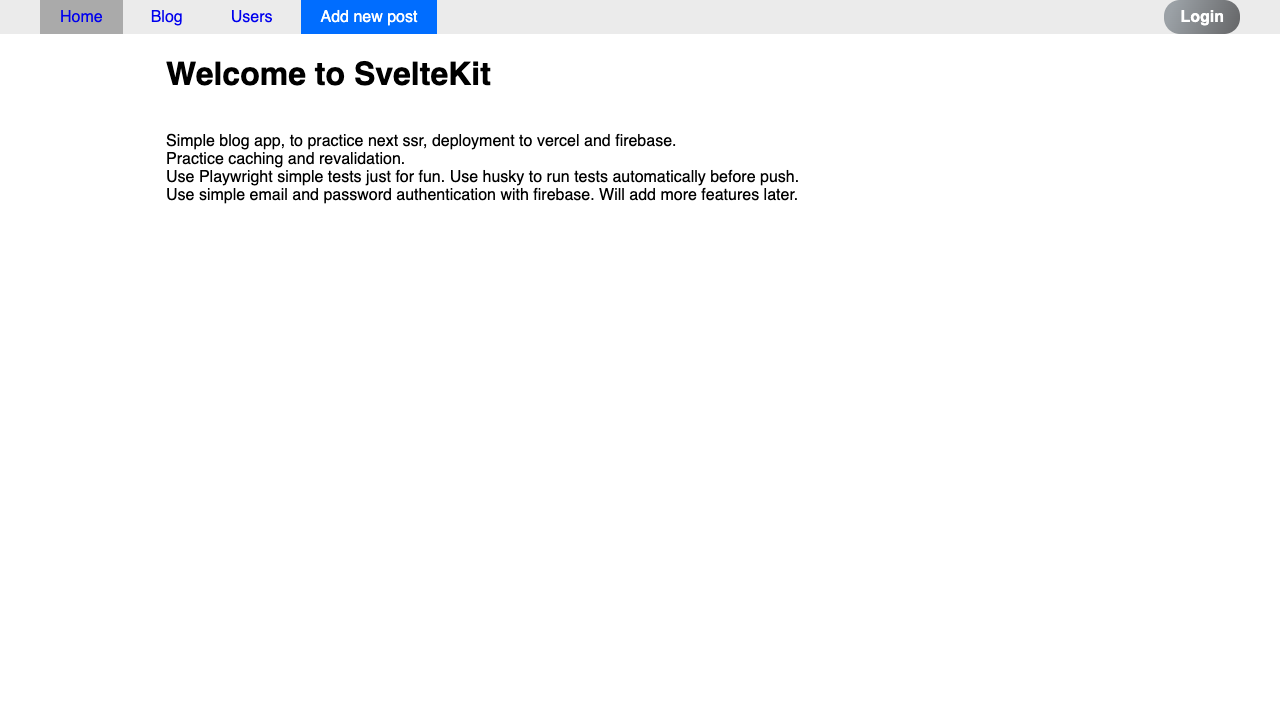 Home Blog Users Add new post Login
Welcome to SvelteKit
Simple blog app, to practice next ssr, deployment to vercel and firebase.
Practice caching and revalidation.
Use Playwright simple tests just for fun. Use husky to run tests automatically before push.
Use simple email and password authentication with firebase. Will add more features later.